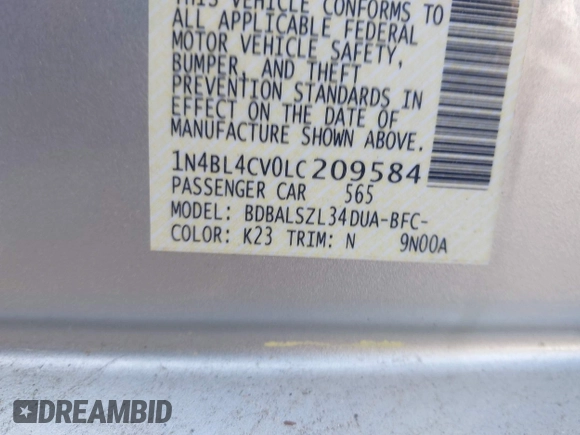 THIS VEHICLE CONFORMS TO
ALL APPLICABLE FEDERAL
MOTOR VEHICLE SAFETY,
BUMPER, AND THEFT
PREVENTION STANDARDS IN
EFFECT ON THE DATE OF
MANUFACTURE SHOWN ABOVE.
1N4BL4CV0LC209584
PASSENGER CAR 565
MODEL: BDBALSZL34DUA-BFC-
COLOR: K23 TRIM: N 9N00A
DREAMBID